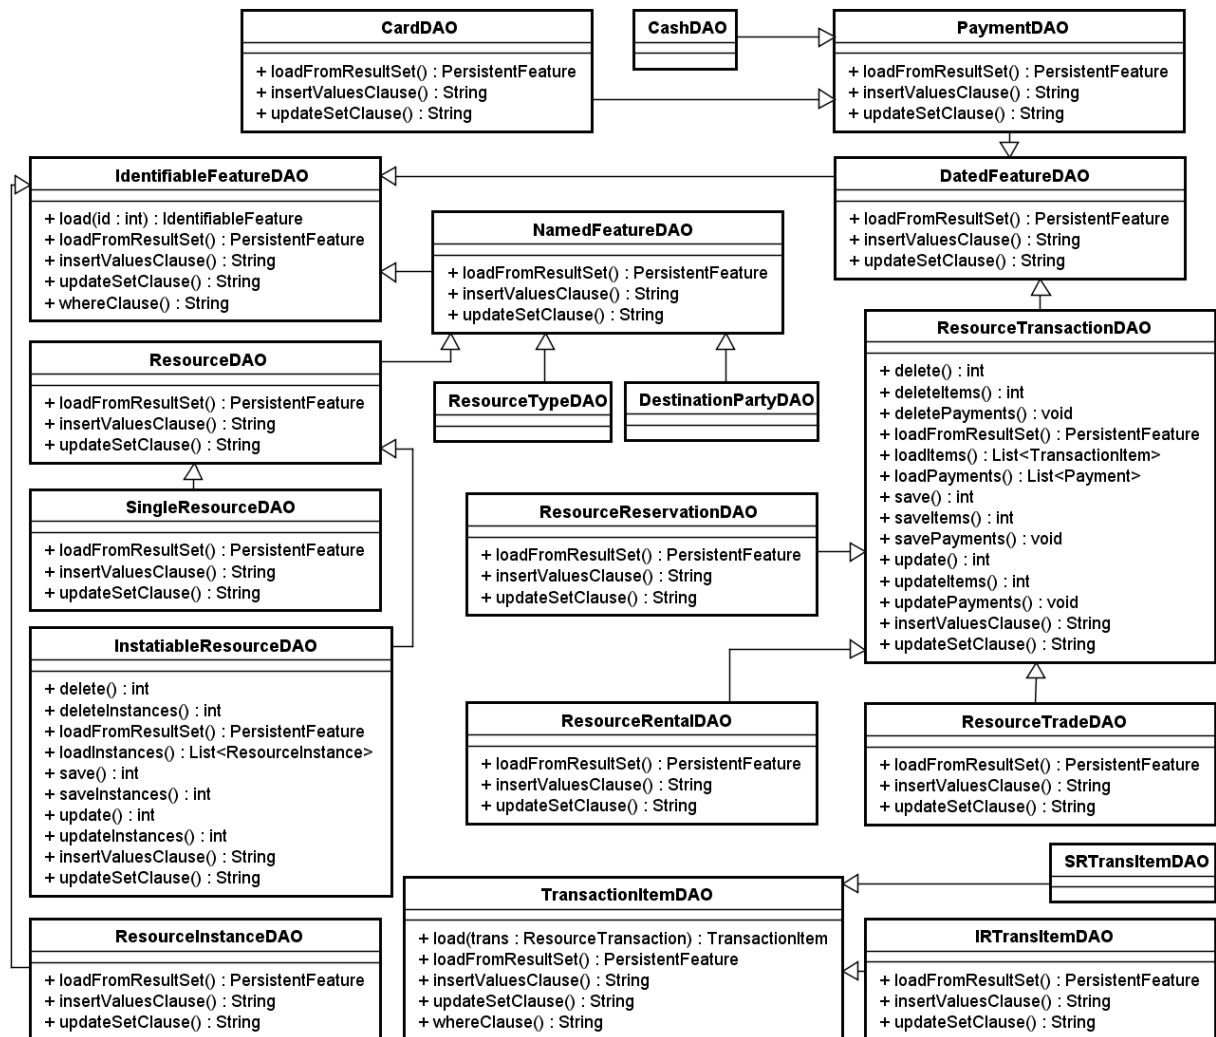 CardDAO
+ loadFromResultSet() : PersistentFeature
+ insertValuesClause() : String
+ updateSetClause() : String
CashDAO
PaymentDAO
+ loadFromResultSet() : PersistentFeature
+ insertValuesClause() : String
+ updateSetClause() : String
IdentifiableFeatureDAO
+ load(id : int) : IdentifiableFeature
+ loadFromResultSet() : PersistentFeature
+ insertValuesClause() : String
+ updateSetClause() : String
+ whereClause() : String
NamedFeatureDAO
+ loadFromResultSet() : PersistentFeature
+ insertValuesClause() : String
+ updateSetClause() : String
DatedFeatureDAO
+ loadFromResultSet() : PersistentFeature
+ insertValuesClause() : String
+ updateSetClause() : String
ResourceDAO
+ loadFromResultSet() : PersistentFeature
+ insertValuesClause() : String
+ updateSetClause() : String
ResourceTypeDAO
DestinationPartyDAO
ResourceTransactionDAO
+ delete() : int
+ deleteItems() : int
+ deletePayments() : void
+ loadFromResultSet() : PersistentFeature
+ loadItems() : List<TransactionItem>
+ loadPayments() : List<Payment>
+ save() : int
+ saveItems() : int
+ savePayments() : void
+ update() : int
+ updateItems() : int
+ updatePayments() : void
+ insertValuesClause() : String
+ updateSetClause() : String
SingleResourceDAO
+ loadFromResultSet() : PersistentFeature
+ insertValuesClause() : String
+ updateSetClause() : String
ResourceReservationDAO
+ loadFromResultSet() : PersistentFeature
+ insertValuesClause() : String
+ updateSetClause() : String
InstatiableResourceDAO
+ delete() : int
+ deleteInstances() : int
+ loadFromResultSet() : PersistentFeature
+ loadInstances() : List<ResourceInstance>
+ save() : int
+ saveInstances() : int
+ update() : int
+ updateInstances() : int
+ insertValuesClause() : String
+ updateSetClause() : String
ResourceRentalDAO
+ loadFromResultSet() : PersistentFeature
+ insertValuesClause() : String
+ updateSetClause() : String
ResourceTradeDAO
+ loadFromResultSet() : PersistentFeature
+ insertValuesClause() : String
+ updateSetClause() : String
SRTransItemDAO
ResourceInstanceDAO
+ loadFromResultSet() : PersistentFeature
+ insertValuesClause() : String
+ updateSetClause() : String
TransactionItemDAO
+ load(trans : ResourceTransaction) : TransactionItem
+ loadFromResultSet() : PersistentFeature
+ insertValuesClause() : String
+ updateSetClause() : String
+ whereClause() : String
IRTransItemDAO
+ loadFromResultSet() : PersistentFeature
+ insertValuesClause() : String
+ updateSetClause() : String